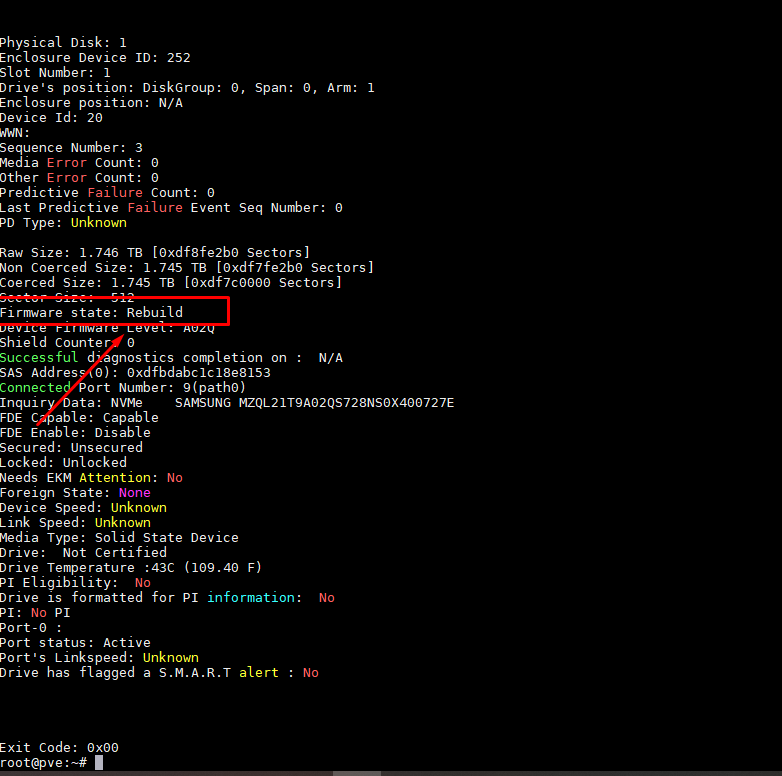 Physical Disk: 1
Enclosure Device ID: 252
Slot Number: 1
Drive's position: DiskGroup: 0, Span: 0, Arm: 1
Enclosure position: N/A
Device Id: 20
WWN:
Sequence Number: 3
Media Error Count: 0
Other Error Count: 0
Predictive Failure Count: 0
Last Predictive Failure Event Seq Number: 0
PD Type: Unknown
Raw Size: 1.746 TB [0xdf8fe2b0 Sectors]
Non Coerced Size: 1.745 TB [0xdf7fe2b0 Sectors]
Coerced Size: 1.745 TB [0xdf7c0000 Sectors]
Sector Size:  512
Firmware state: Rebuild
Device Firmware Level: A02Q
Shield Counter: 0
Successful diagnostics completion on :  N/A
SAS Address(0): 0xdfbdabc1c18e8153
Connected Port Number: 9(path0)
Inquiry Data: NVMe    SAMSUNG MZQL21T9A02QS728NS0X400727E
FDE Capable: Capable
FDE Enable: Disable
Secured: Unsecured
Locked: Unlocked
Needs EKM Attention: No
Foreign State: None
Device Speed: Unknown
Link Speed: Unknown
Media Type: Solid State Device
Drive:  Not Certified
Drive Temperature :43C (109.40 F)
PI Eligibility:  No
Drive is formatted for PI information:  No
PI: No PI
Port-0 :
Port status: Active
Port's Linkspeed: Unknown
Drive has flagged a S.M.A.R.T alert : No
Exit Code: 0x00
root@pve:~#